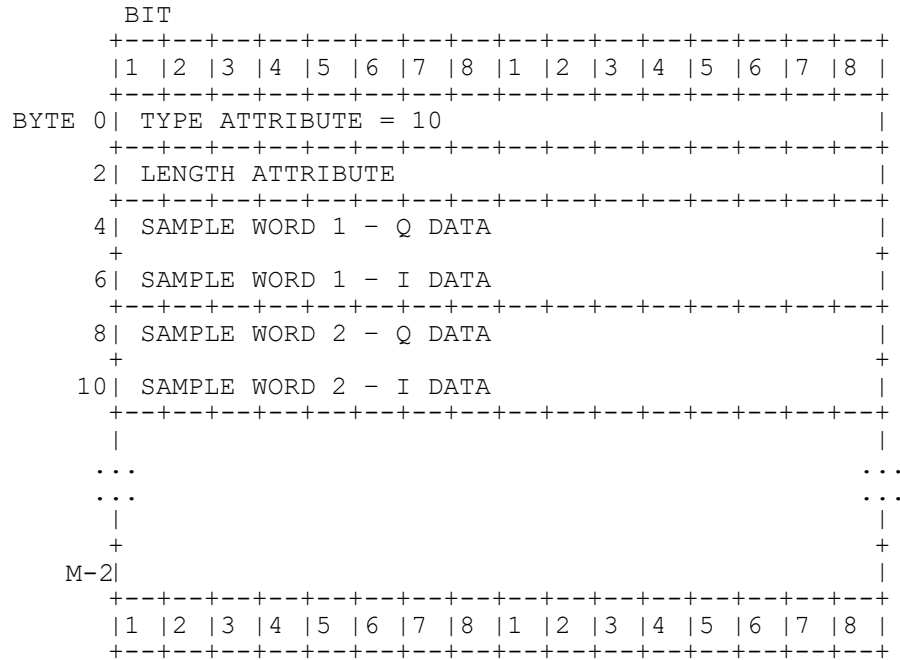 BIT
+--+--+--+--+--+--+--+--+--+--+--+--+--+--+--+--+
|1 |2 |3 |4 |5 |6 |7 |8 |1 |2 |3 |4 |5 |6 |7 |8 |
+--+--+--+--+--+--+--+--+--+--+--+--+--+--+--+--+
BYTE 0| TYPE ATTRIBUTE = 10 |
+--+--+--+--+--+--+--+--+--+--+--+--+--+--+--+--+
2| LENGTH ATTRIBUTE |
+--+--+--+--+--+--+--+--+--+--+--+--+--+--+--+--+
4| SAMPLE WORD 1 – Q DATA |
+ +
6| SAMPLE WORD 1 – I DATA |
+--+--+--+--+--+--+--+--+--+--+--+--+--+--+--+--+
8| SAMPLE WORD 2 – Q DATA |
+ +
10| SAMPLE WORD 2 – I DATA |
+--+--+--+--+--+--+--+--+--+--+--+--+--+--+--+--+
| |
... ...
... ...
| |
+ +
M-2| |
+--+--+--+--+--+--+--+--+--+--+--+--+--+--+--+--+
|1 |2 |3 |4 |5 |6 |7 |8 |1 |2 |3 |4 |5 |6 |7 |8 |
+--+--+--+--+--+--+--+--+--+--+--+--+--+--+--+--+